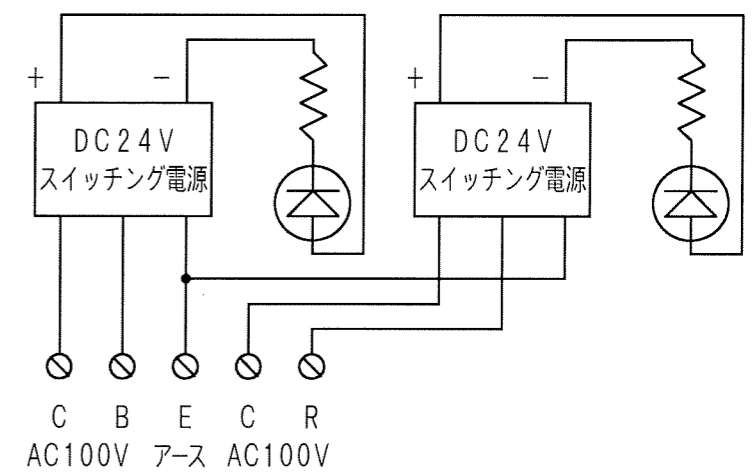 + −
DC24V
スイッチング電源
+ −
DC24V
スイッチング電源
C B E C R
AC100V アース AC100V